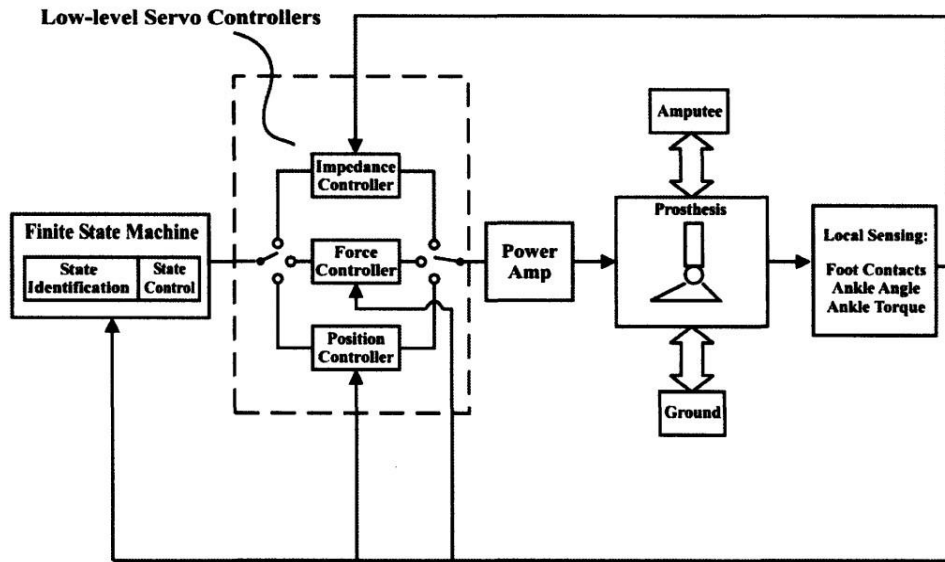 Low-level Servo Controllers
Impedance
Controller
Finite State Machine
State
Identification
State
Control
Force
Controller
Position
Controller
Power
Amp
Amputee
Prosthesis
Ground
Local Sensing:
Foot Contacts
Ankle Angle
Ankle Torque